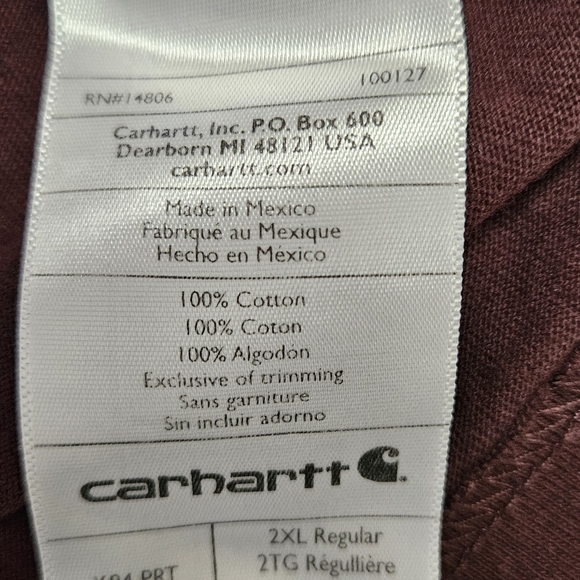 RN#14806 100127
Carhartt, Inc. P.O. Box 600
Dearborn MI 48121 USA
carhartt.com
Made in Mexico
Fabriqué au Mexique
Hecho en México
100% Cotton
100% Coton
100% Algodón
Exclusive of trimming
Sans garniture
Sin incluir adorno
carhartt
2XL Regular
2TG Régullière
PRT